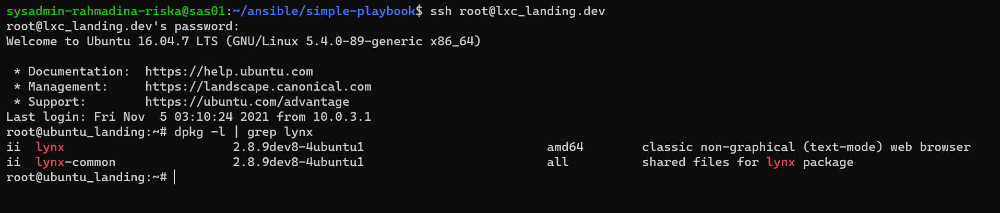 sysadmin-rahmadina-riska@sas01:~/ansible/simple-playbook$ ssh root@lxc_landing.dev
root@lxc_landing.dev's password:
Welcome to Ubuntu 16.04.7 LTS (GNU/Linux 5.4.0-89-generic x86_64)

 * Documentation:  https://help.ubuntu.com
 * Management:     https://landscape.canonical.com
 * Support:        https://ubuntu.com/advantage
Last login: Fri Nov  5 03:10:24 2021 from 10.0.3.1
root@ubuntu_landing:~# dpkg -l | grep lynx
ii  lynx                       2.8.9dev8-4ubuntu1                         amd64        classic non-graphical (text-mode) web browser
ii  lynx-common                2.8.9dev8-4ubuntu1                         all          shared files for lynx package
root@ubuntu_landing:~#